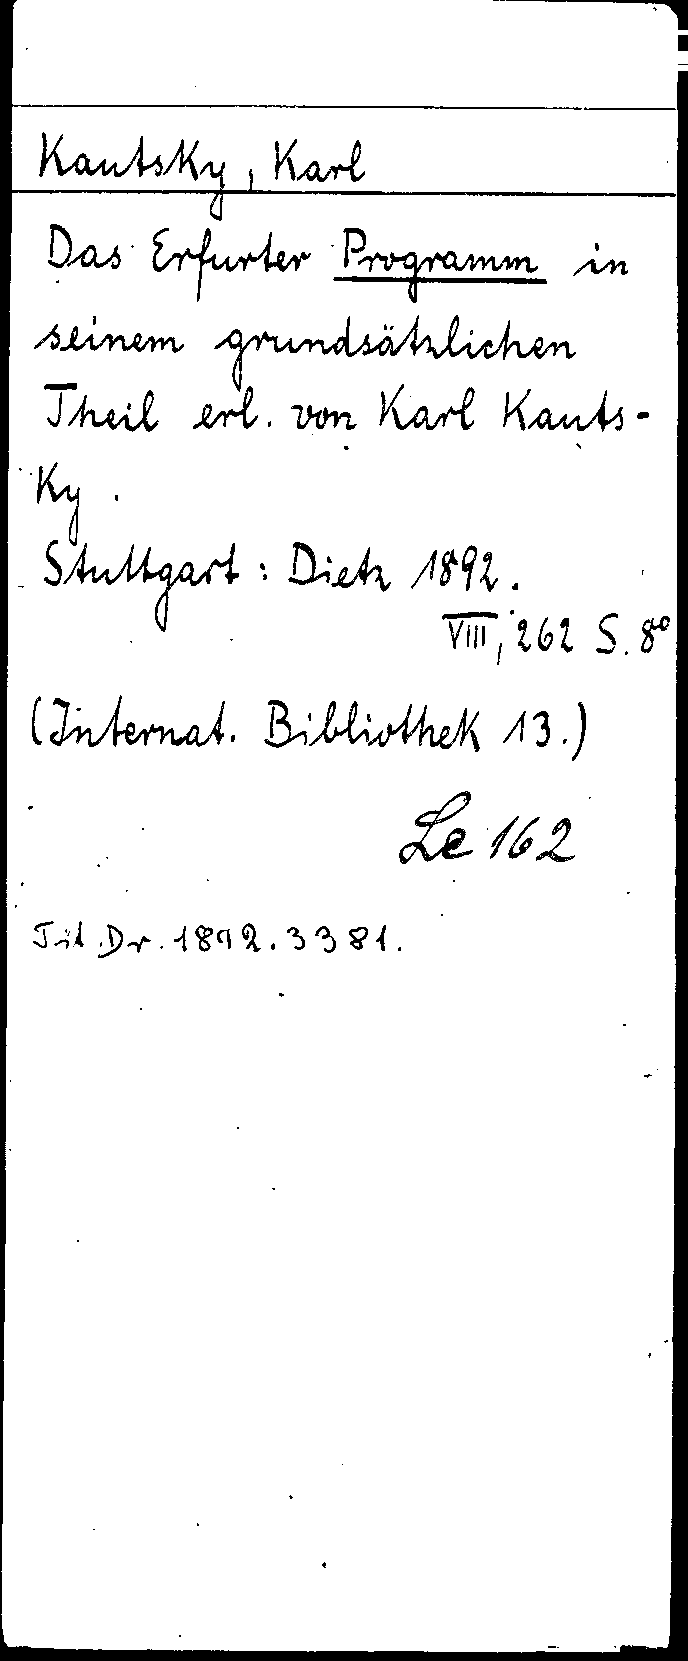 Kautsky, Karl
Das Erfurter Programm in
seinem grundsätzlichen
Theil erl. von Karl Kauts-
ky.
Stuttgart: Dietz 1892.
VIII, 262 S. 8°
(Internat. Bibliothek 13.)
Le 162
Tit. Dr. 1892.3381.